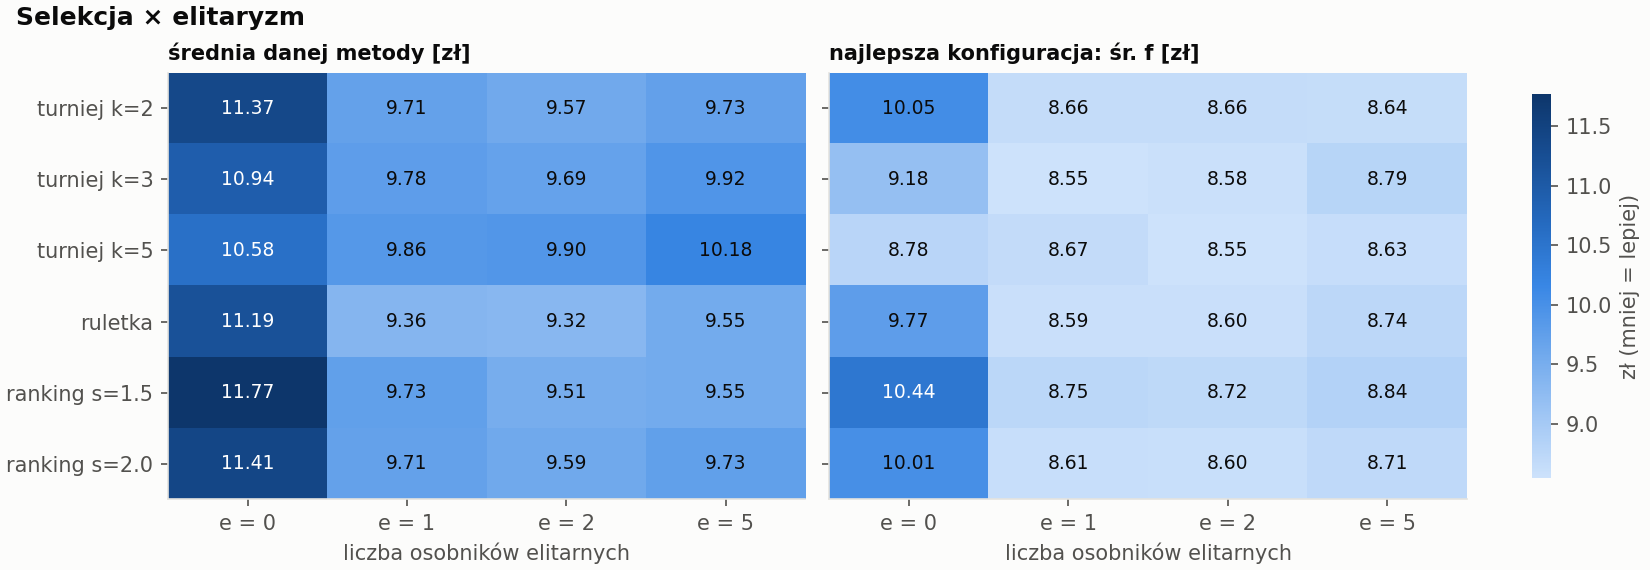 Selekcja × elitaryzm
średnia danej metody [zł]
najlepsza konfiguracja: śr. f [zł]
turniej k=2 11.37 9.71 9.57 9.73 10.05 8.66 8.66 8.64
turniej k=3 10.94 9.78 9.69 9.92 9.18 8.55 8.58 8.79
turniej k=5 10.58 9.86 9.90 10.18 8.78 8.67 8.55 8.63
ruletka 11.19 9.36 9.32 9.55 9.77 8.59 8.60 8.74
ranking s=1.5 11.77 9.73 9.51 9.55 10.44 8.75 8.72 8.84
ranking s=2.0 11.41 9.71 9.59 9.73 10.01 8.61 8.60 8.71
e = 0 e = 1 e = 2 e = 5 e = 0 e = 1 e = 2 e = 5
liczba osobników elitarnych
liczba osobników elitarnych
11.5
11.0
10.5
10.0
9.5
9.0
zł (mniej = lepiej)